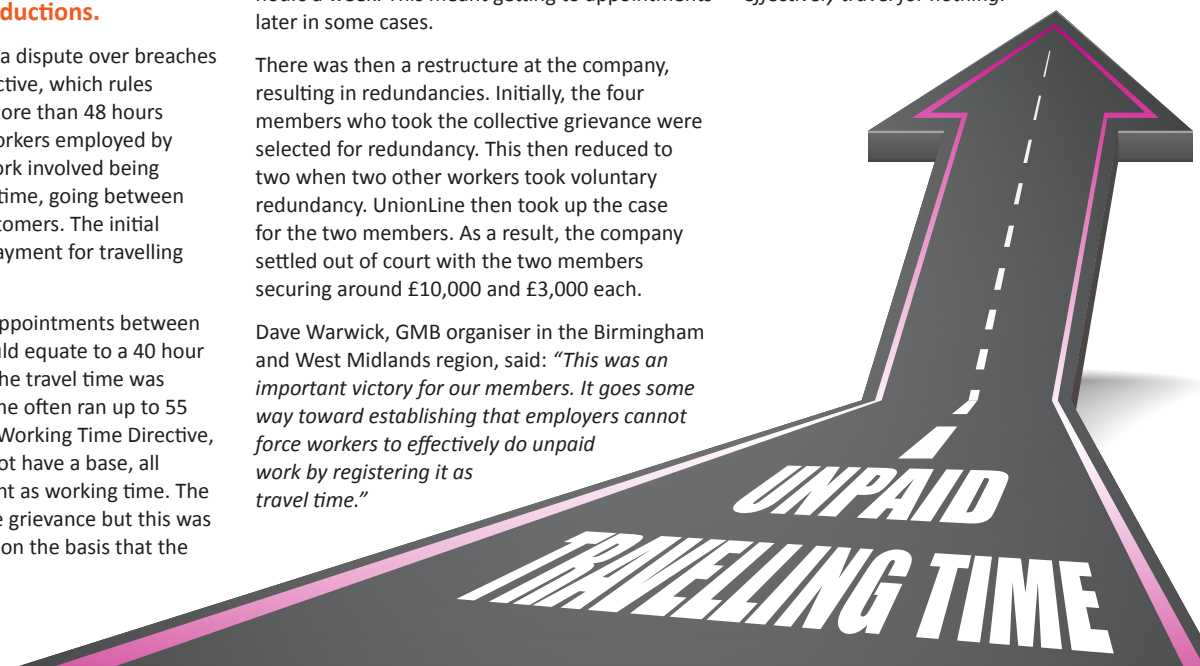 ductions.
a dispute over breaches
ctive, which rules
ore than 48 hours
orkers employed by
ork involved being
time, going between
tomers. The initial
ayment for travelling
ppointments between
ld equate to a 40 hour
he travel time was
ne often ran up to 55
Working Time Directive,
ot have a base, all
nt as working time. The
e grievance but this was
on the basis that the
later in some cases.
There was then a restructure at the company,
resulting in redundancies. Initially, the four
members who took the collective grievance were
selected for redundancy. This then reduced to
two when two other workers took voluntary
redundancy. UnionLine then took up the case
for the two members. As a result, the company
settled out of court with the two members
securing around £10,000 and £3,000 each.
Dave Warwick, GMB organiser in the Birmingham
and West Midlands region, said: “This was an
important victory for our members. It goes some
way toward establishing that employers cannot
force workers to effectively do unpaid
work by registering it as
travel time.”
effectively travel for nothing.
UNPAID
TRAVELLING TIME